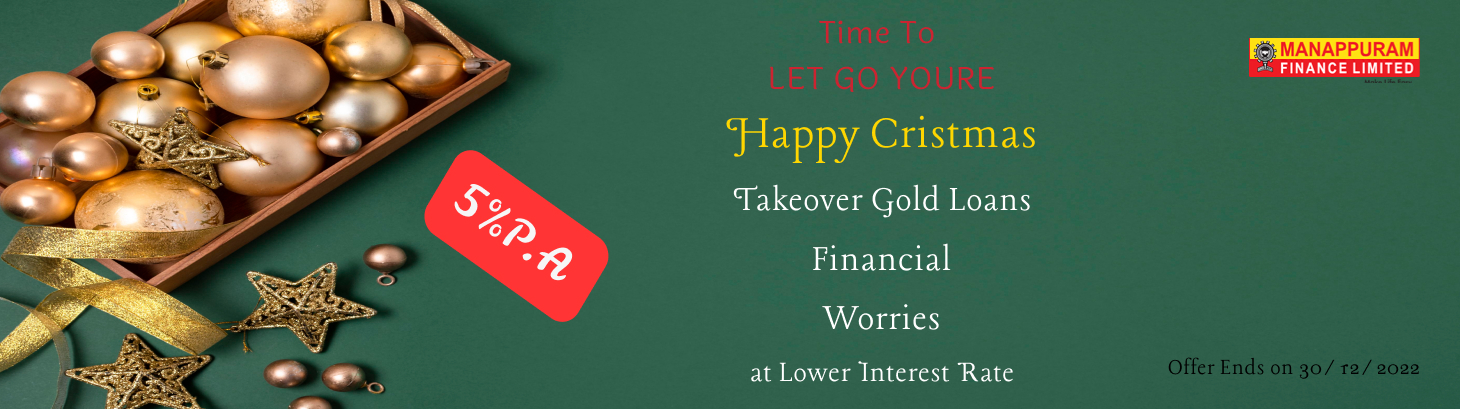 Time To
LET GO YOURE
Happy Cristmas
Takeover Gold Loans
Financial
Worries
at Lower Interest Rate
5%P.A
MANAPPURAM
FINANCE LIMITED
Offer Ends on 30/ 12/ 2022